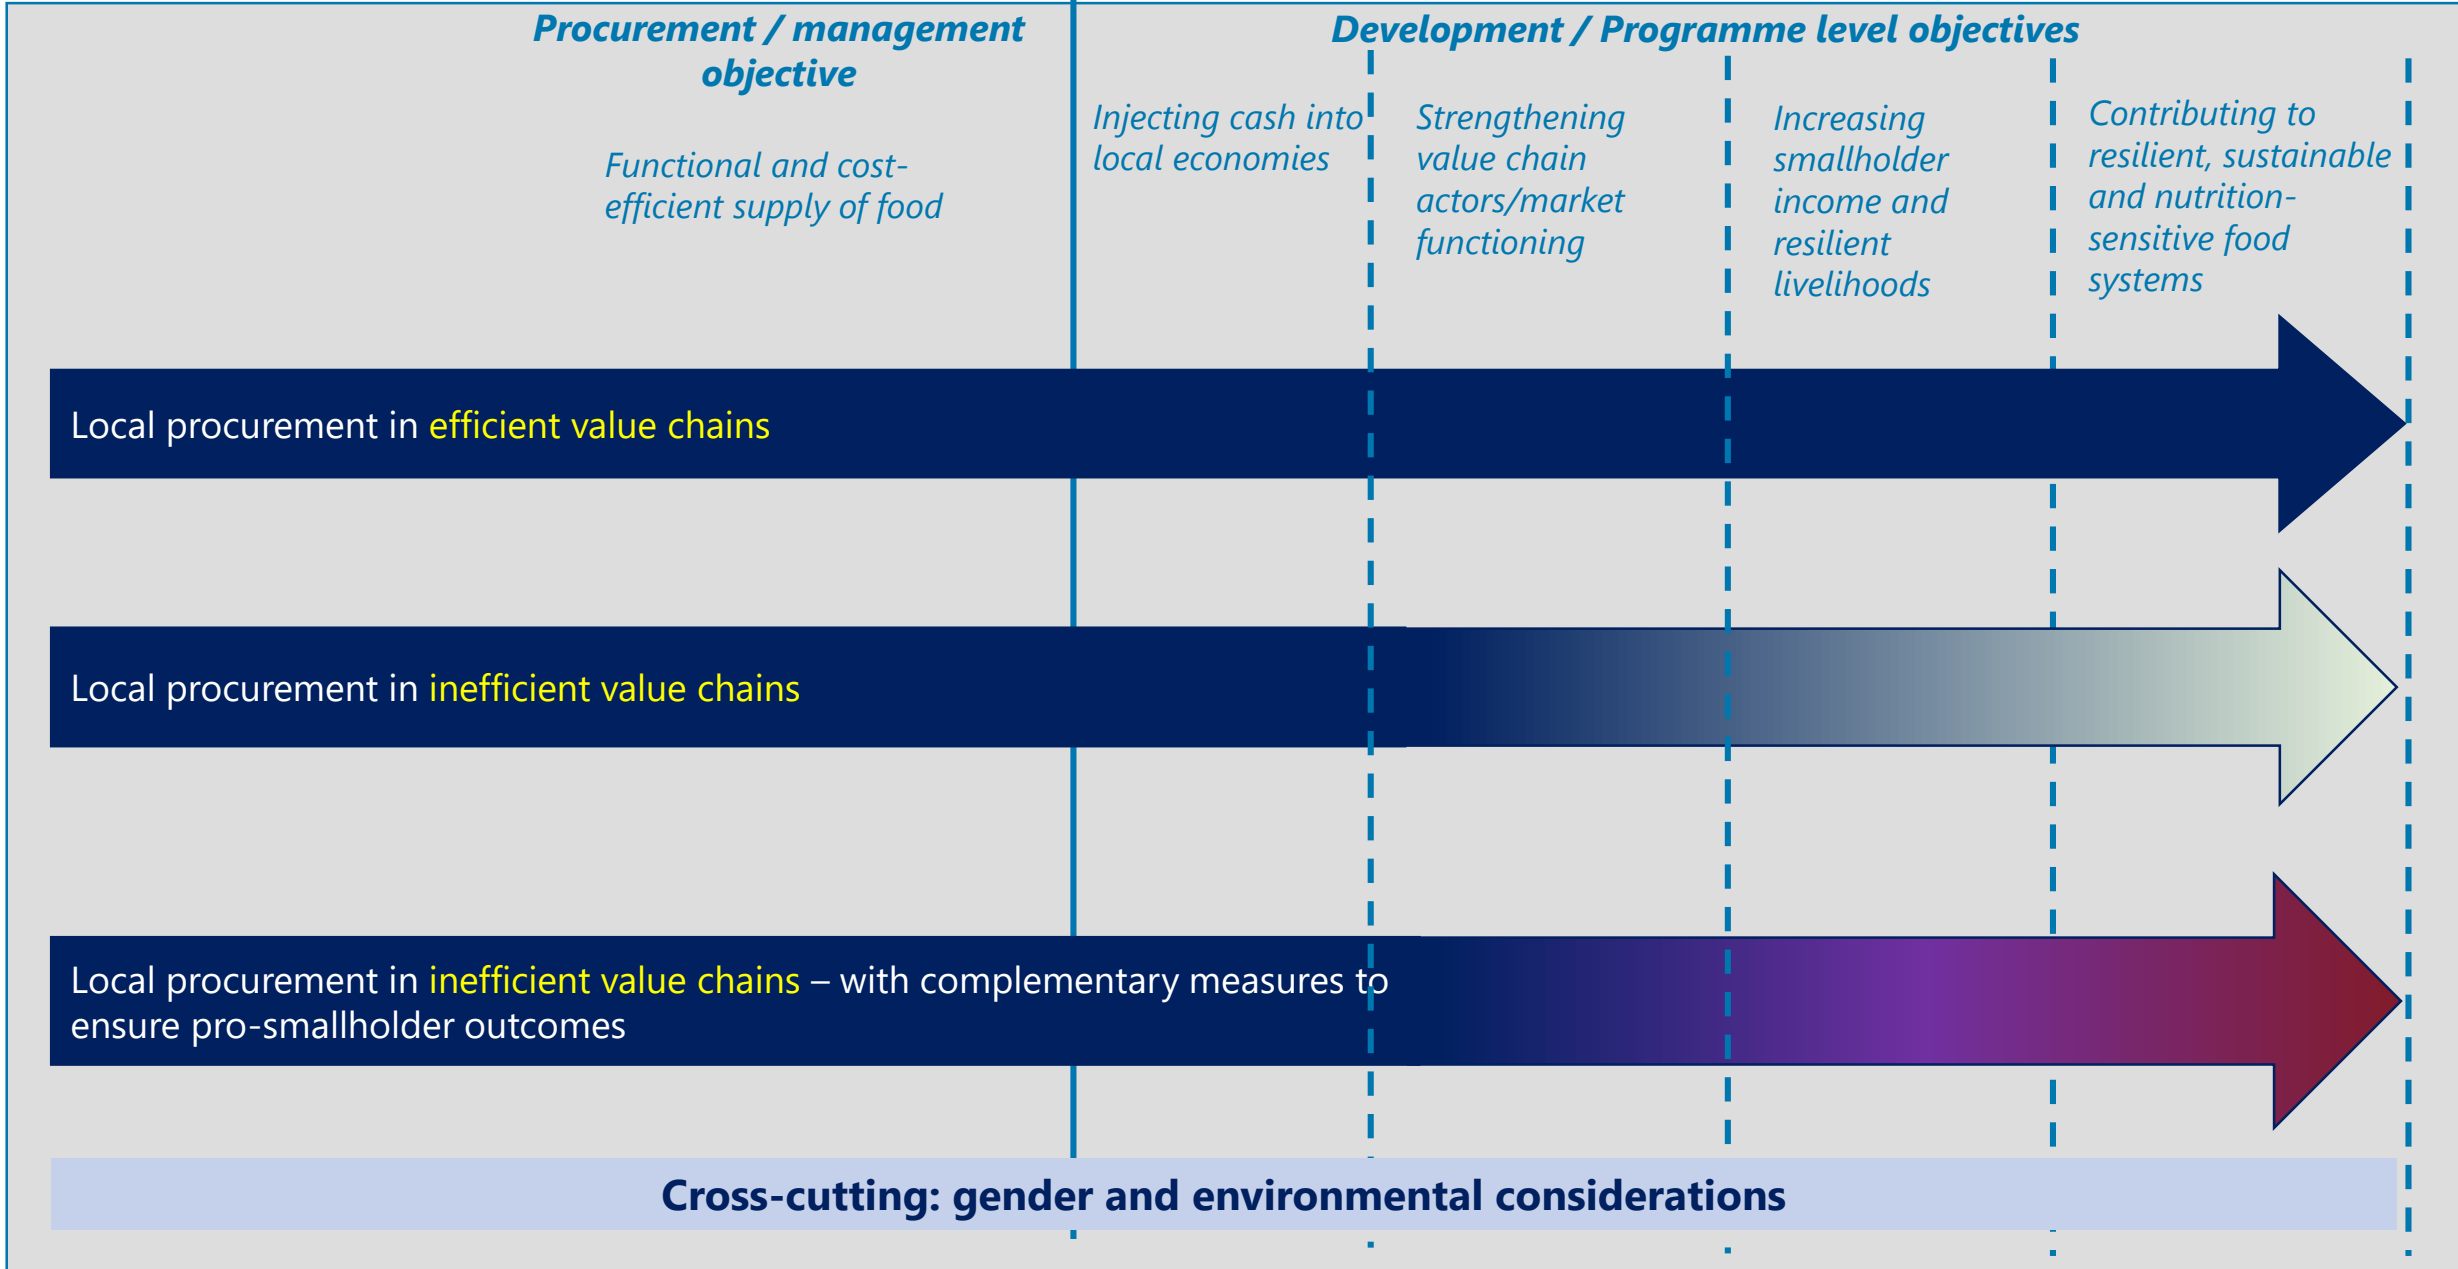 Procurement / management
objective
Functional and cost-
efficient supply of food
Development / Programme level objectives
Injecting cash into
local economies
Strengthening
value chain
actors/market
functioning
Increasing
smallholder
income and
resilient
livelihoods
Contributing to
resilient, sustainable
and nutrition-
sensitive food
systems
Local procurement in efficient value chains
Local procurement in inefficient value chains
Local procurement in inefficient value chains – with complementary measures to
ensure pro-smallholder outcomes
Cross-cutting: gender and environmental considerations